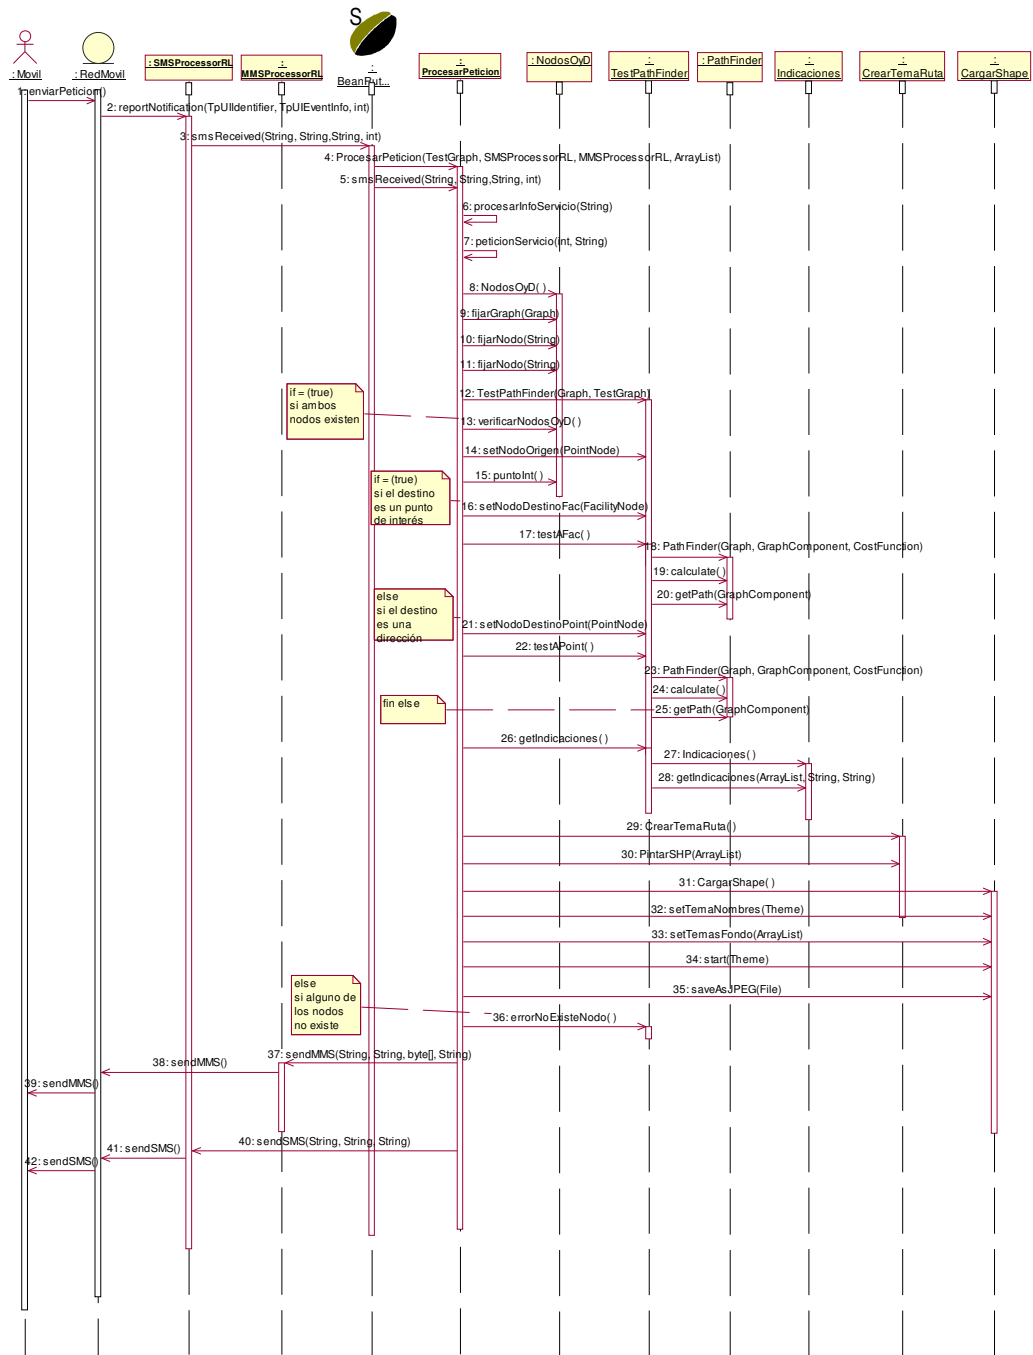 S
: Movil
: RedMovil
: SMSProcessorRL
:
MMSProcessorRL
:
BeanRut...
:
ProcesarPeticion
: NodosOyD
:
TestPathFinder
: PathFinder
:
Indicaciones
:
CrearTemaRuta
:
CargarShape
1: enviarPeticion()
2: reportNotification(TpUIIdentifier, TpUIEventInfo, int)
3: smsReceived(String, String,String, int)
4: ProcesarPeticion(TestGraph, SMSProcessorRL, MMSProcessorRL, ArrayList)
5: smsReceived(String, String,String, int)
6: procesarInfoServicio(String)
7: peticionServicio(int, String)
8: NodosOyD( )
9: fijarGraph(Graph)
10: fijarNodo(String)
11: fijarNodo(String)
if = (true)
si ambos
nodos existen
12: TestPathFinder(Graph, TestGraph)
13: verificarNodosOyD( )
14: setNodoOrigen(PointNode)
if = (true)
si el destino
es un punto
de interés
15: puntoInt( )
16: setNodoDestinoFac(FacilityNode)
17: testAFac( )
18: PathFinder(Graph, GraphComponent, CostFunction)
19: calculate( )
20: getPath(GraphComponent)
else
si el destino
es una
dirección
21: setNodoDestinoPoint(PointNode)
22: testAPoint( )
23: PathFinder(Graph, GraphComponent, CostFunction)
24: calculate( )
fin else
25: getPath(GraphComponent)
26: getIndicaciones( )
27: Indicaciones( )
28: getIndicaciones(ArrayList, String, String)
29: CrearTemaRuta( )
30: PintarSHP(ArrayList)
31: CargarShape( )
32: setTemaNombres(Theme)
33: setTemasFondo(ArrayList)
34: start(Theme)
35: saveAsJPEG(File)
else
si alguno de
los nodos
no existe
36: errorNoExisteNodo( )
37: sendMMS(String, String, byte[], String)
38: sendMMS()
39: sendMMS()
40: sendSMS(String, String, String)
41: sendSMS()
42: sendSMS()